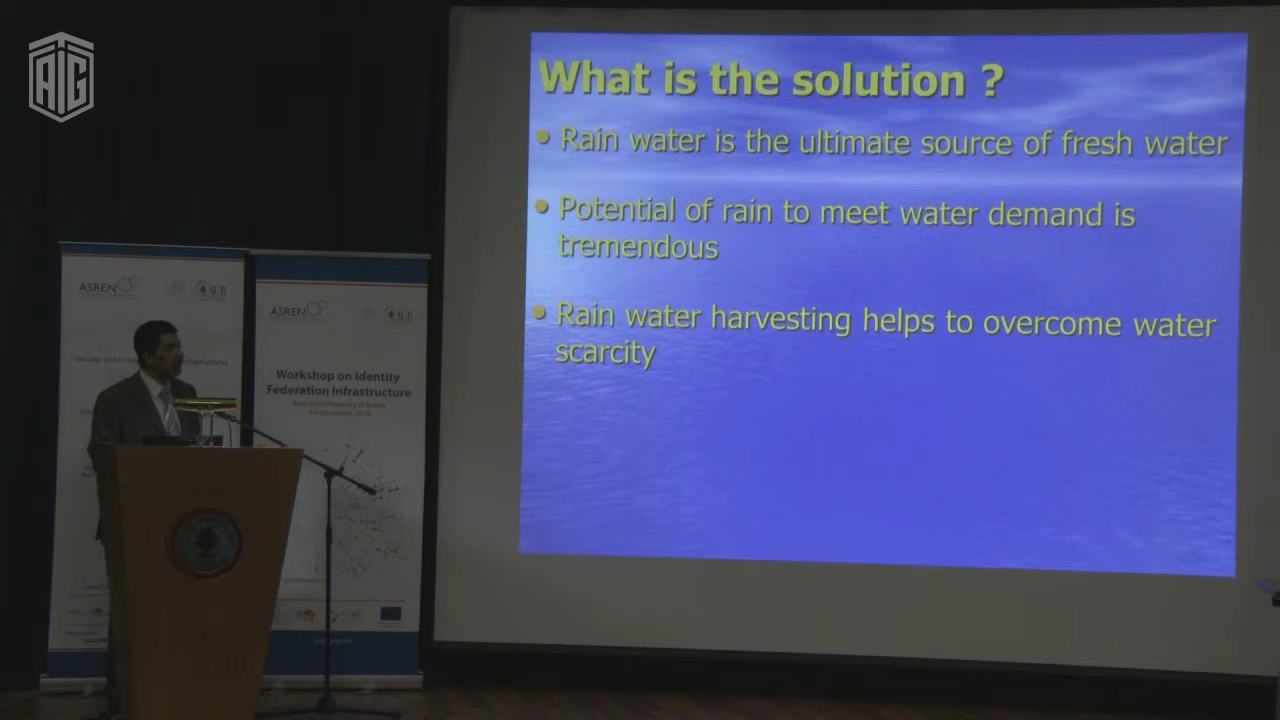 TAG
What is the solution ?
• Rain water is the ultimate source of fresh water
• Potential of rain to meet water demand is
tremendous
• Rain water harvesting helps to overcome water
scarcity
ASREN
AUB
ASREN
AUB
Workshop on Identity
Federation Infrastructure